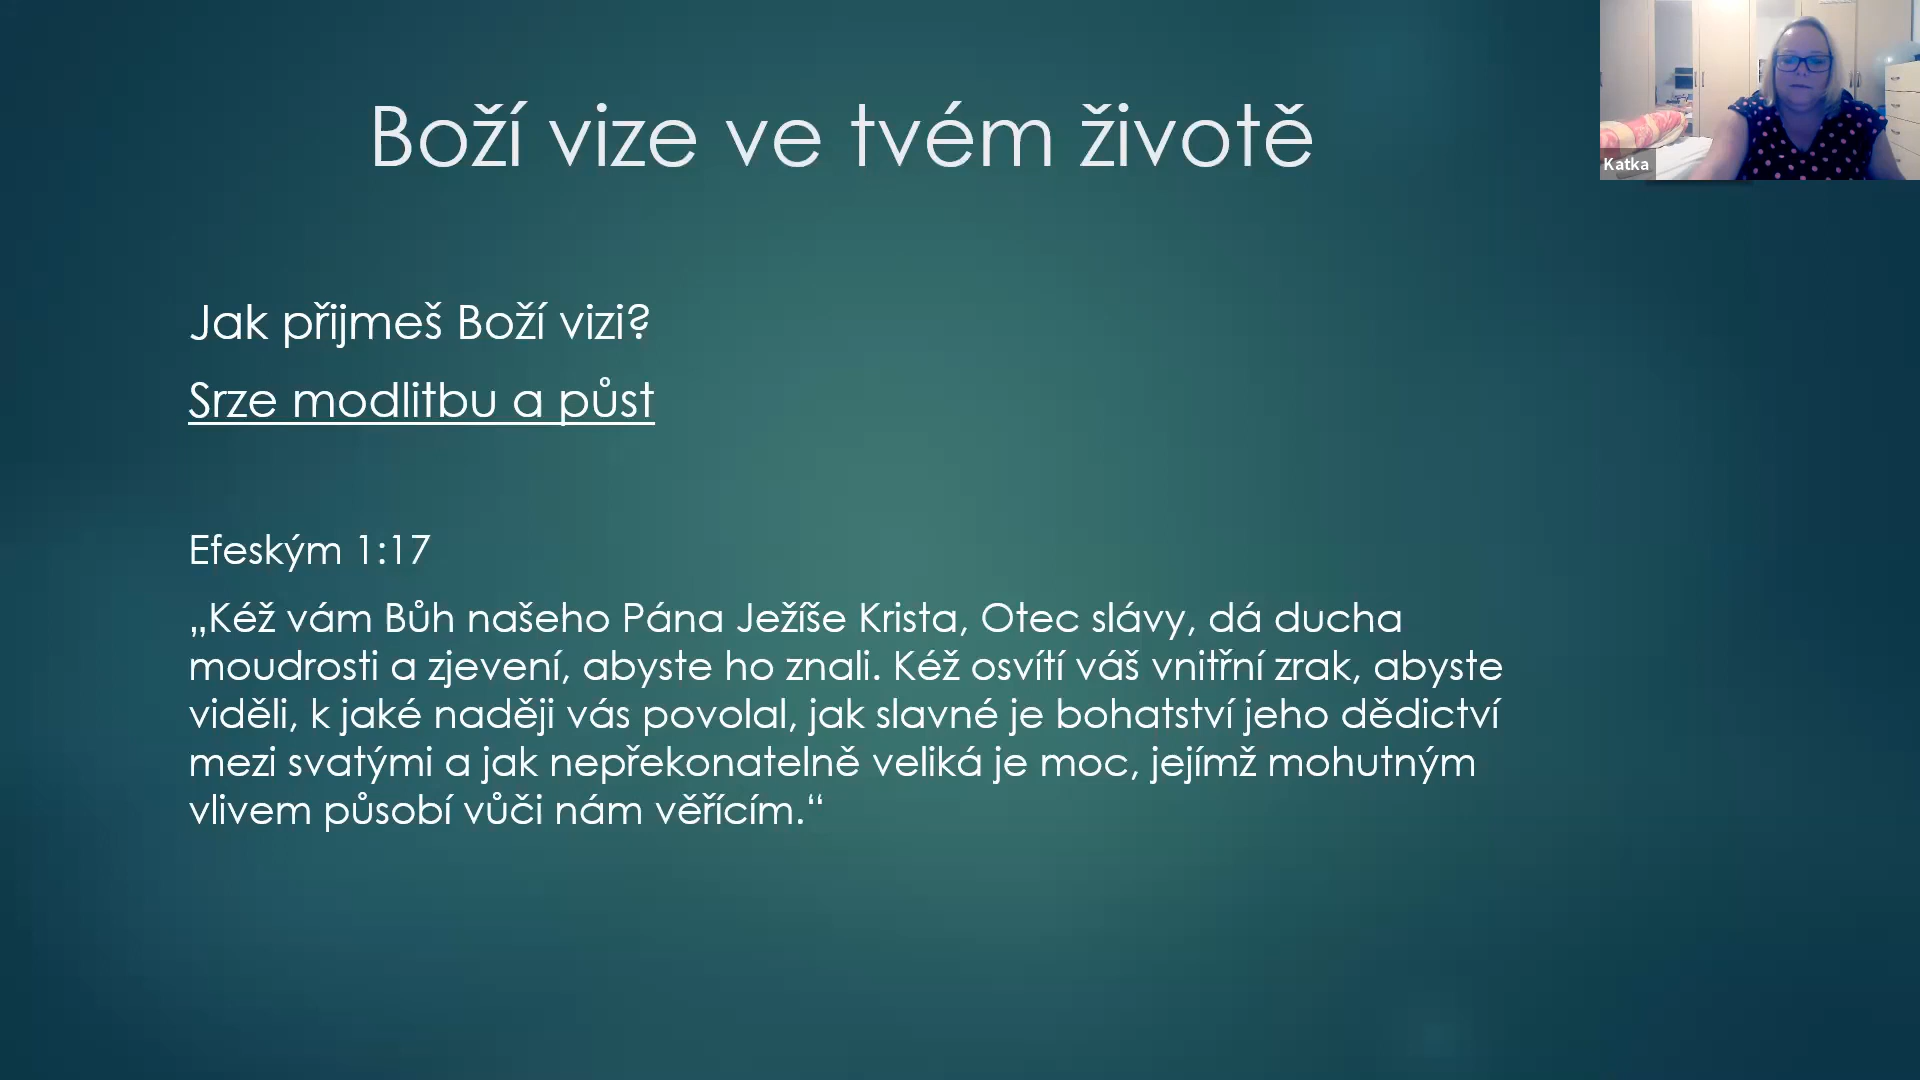 Boží vize ve tvém životě
Katka
Jak přijmeš Boží vizi?
Srze modlitbu a půst
Efeským 1:17
„Kéž vám Bůh našeho Pána Ježíše Krista, Otec slávy, dá ducha
moudrosti a zjevení, abyste ho znali. Kéž osvítí váš vnitřní zrak, abyste
viděli, k jaké naději vás povolal, jak slavné je bohatství jeho dědictví
mezi svatými a jak nepřekonatelně veliká je moc, jejímž mohutným
vlivem působí vůči nám věřícím.“